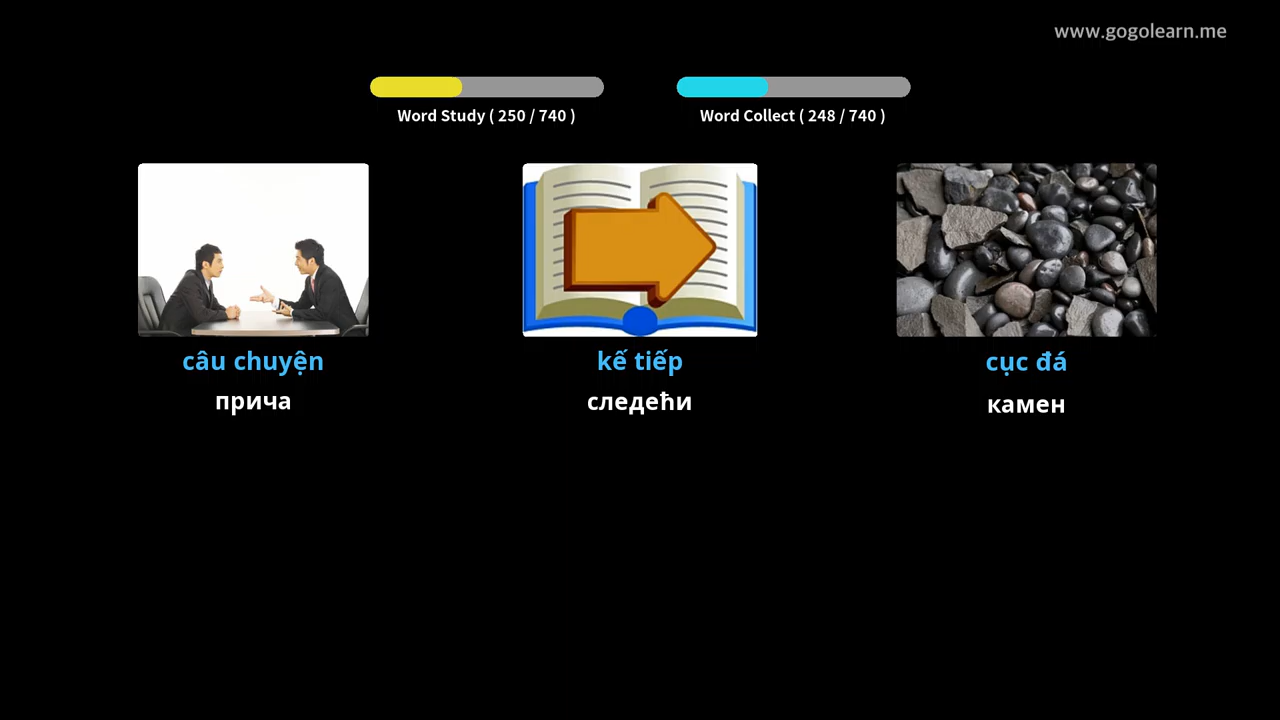 www.gogolearn.me
Word Study ( 250 / 740 )
Word Collect ( 248 / 740 )
câu chuyện
прича
kế tiếp
следећи
cục đá
камен